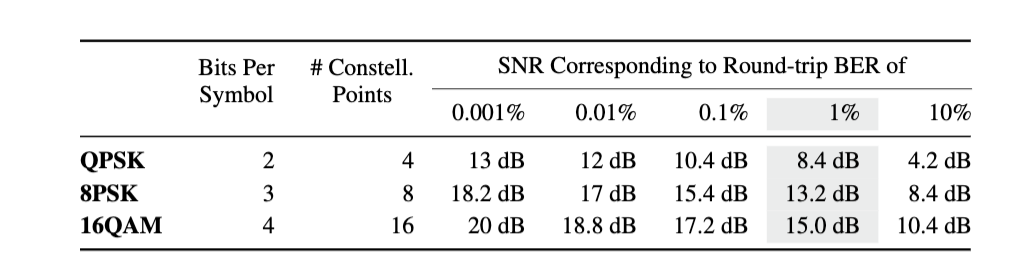 Bits Per # Constell. SNR Corresponding to Round-trip BER of
Symbol Points
0.001% 0.01% 0.1% 1% 10%
QPSK 2 4 13 dB 12 dB 10.4 dB 8.4 dB 4.2 dB
8PSK 3 8 18.2 dB 17 dB 15.4 dB 13.2 dB 8.4 dB
16QAM 4 16 20 dB 18.8 dB 17.2 dB 15.0 dB 10.4 dB